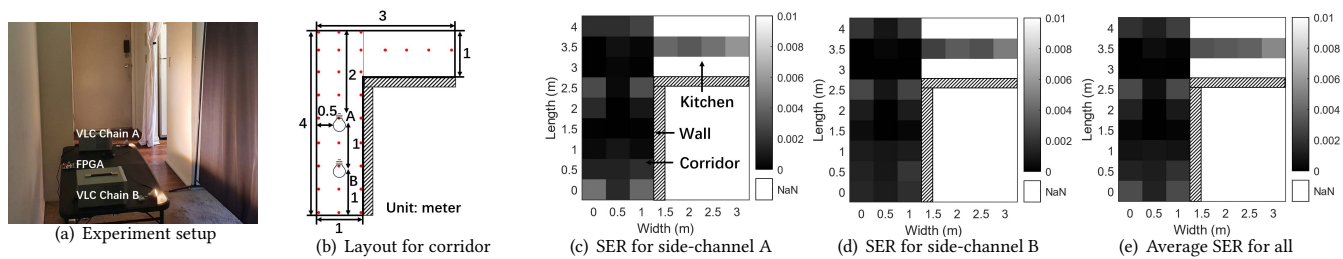 VLC Chain A
FPGA
VLC Chain B
(a) Experiment setup
3
1
2
0.5
A
4
1
B
1
Unit: meter
1
(b) Layout for corridor
4
3.5
3
2.5
2
1.5
1
0.5
0
Length (m)
0 0.5 1 1.5 2 2.5 3
Width (m)
Kitchen
Wall
Corridor
0.01
0.008
0.006
0.004
0.002
0
NaN
(c) SER for side-channel A
4
3.5
3
2.5
2
1.5
1
0.5
0
Length (m)
0 0.5 1 1.5 2 2.5 3
Width (m)
0.01
0.008
0.006
0.004
0.002
0
NaN
(d) SER for side-channel B
4
3.5
3
2.5
2
1.5
1
0.5
0
Length (m)
0 0.5 1 1.5 2 2.5 3
Width (m)
0.01
0.008
0.006
0.004
0.002
0
NaN
(e) Average SER for all